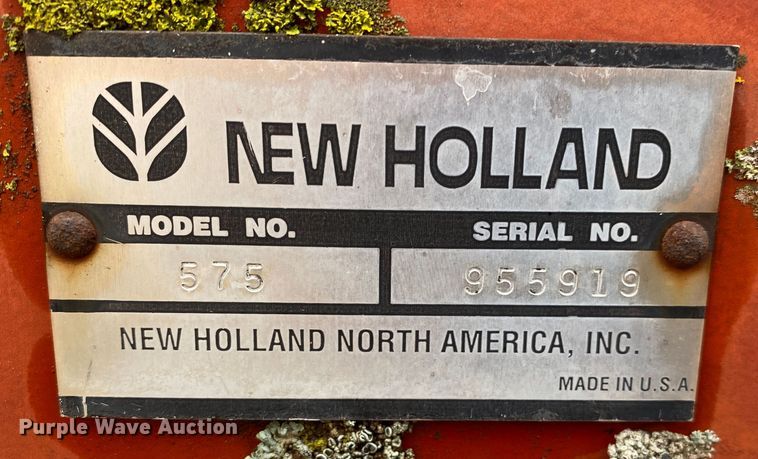 NEW HOLLAND
MODEL NO. SERIAL NO.
575 955919
NEW HOLLAND NORTH AMERICA, INC.
MADE IN U.S.A.
Purple Wave Auction